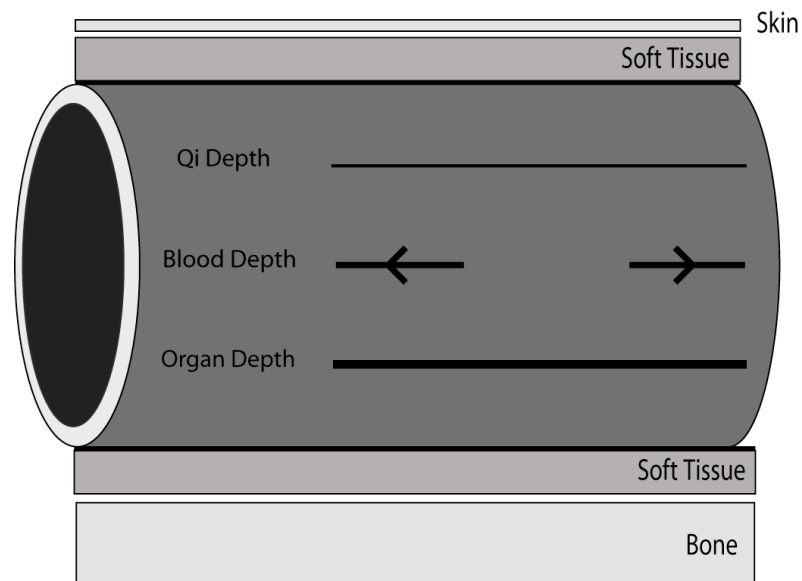 Skin
Soft Tissue
Qi Depth
Blood Depth
Organ Depth
Soft Tissue
Bone